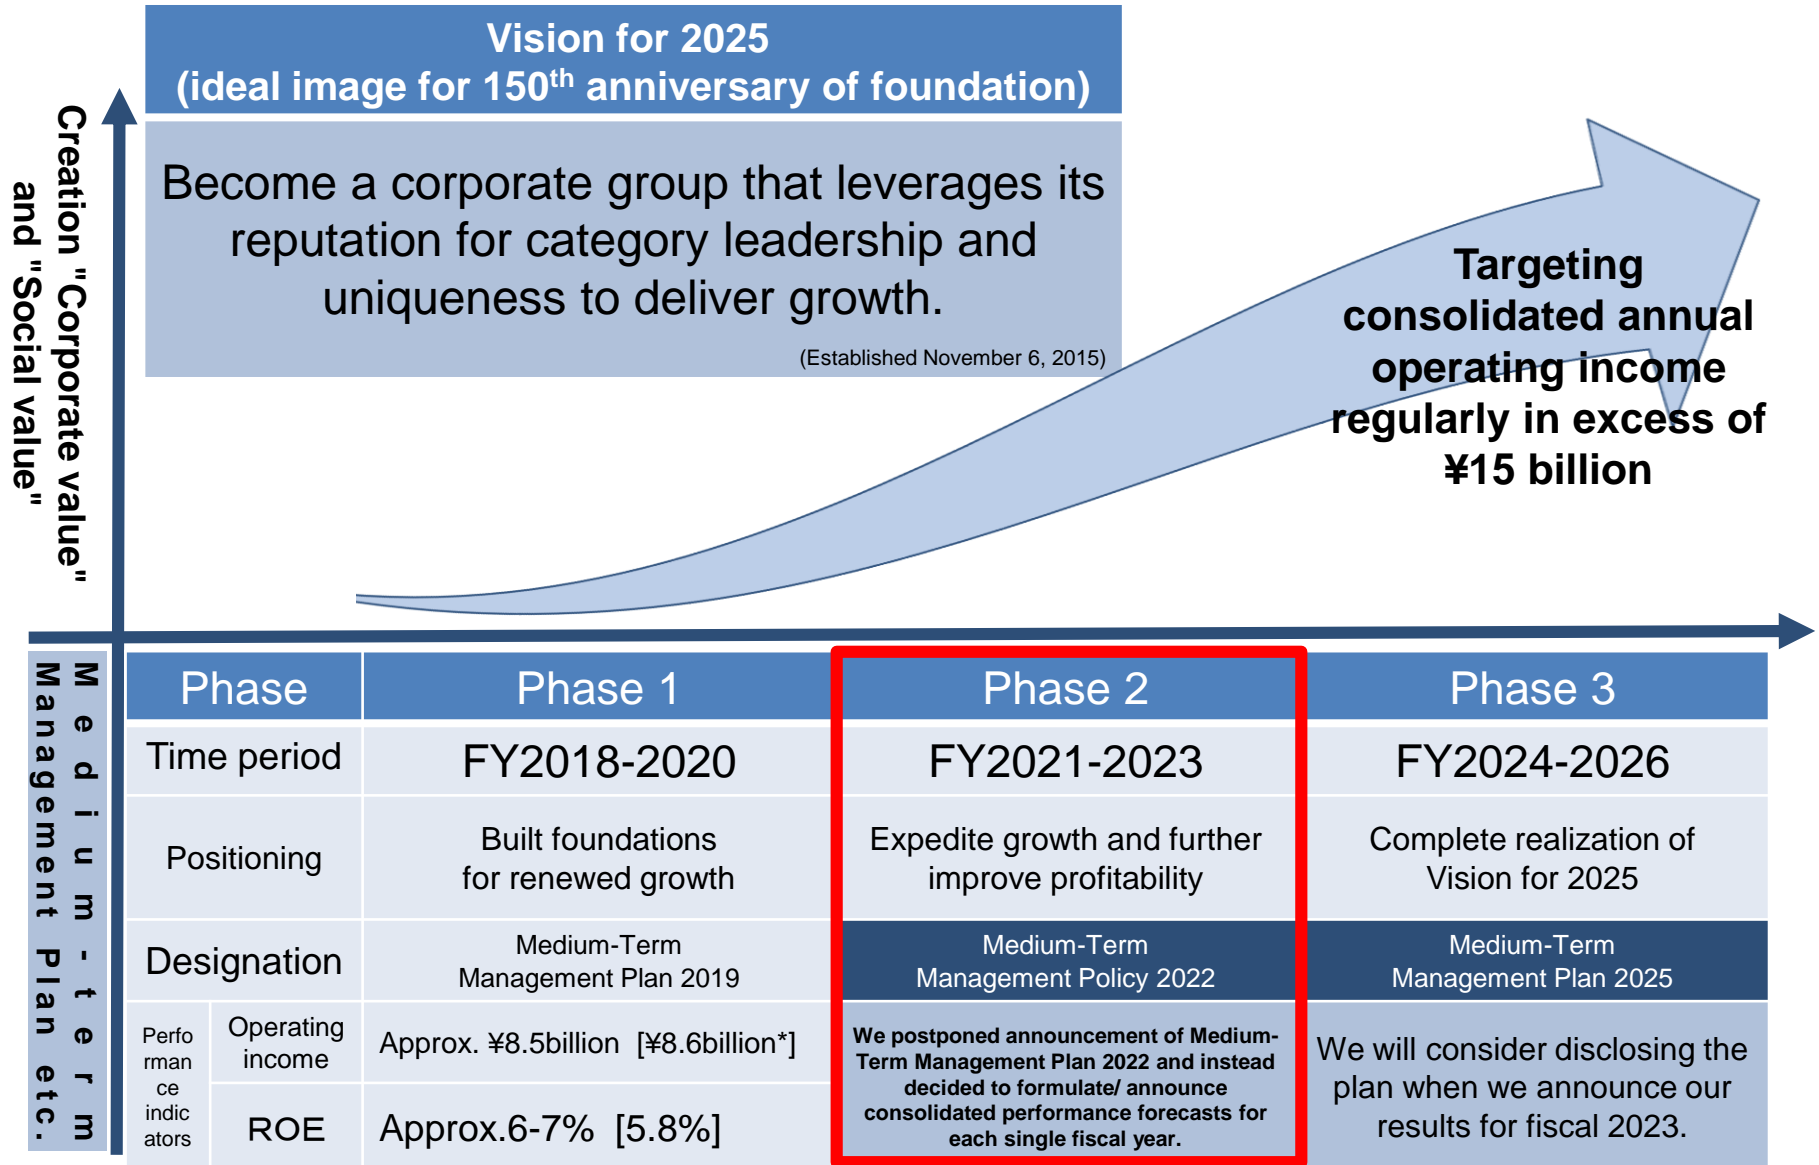 Vision for 2025
(ideal image for 150th anniversary of foundation)
Become a corporate group that leverages its
reputation for category leadership and
uniqueness to deliver growth.
(Established November 6, 2015)
Creation "Corporate value"
and "Social value"
Targeting
consolidated annual
operating income
regularly in excess of
¥15 billion
Medium-term
Management Plan etc.
Phase
Phase 1
Phase 2
Phase 3
Time period
FY2018-2020
FY2021-2023
FY2024-2026
Positioning
Built foundations
for renewed growth
Expedite growth and further
improve profitability
Complete realization of
Vision for 2025
Designation
Medium-Term
Management Plan 2019
Medium-Term
Management Policy 2022
Medium-Term
Management Plan 2025
Perfo
rman
ce
indic
ators
Operating
income
Approx. ¥8.5billion [¥8.6billion*]
ROE
Approx.6-7% [5.8%]
We postponed announcement of Medium-
Term Management Plan 2022 and instead
decided to formulate/ announce
consolidated performance forecasts for
each single fiscal year.
We will consider disclosing the
plan when we announce our
results for fiscal 2023.